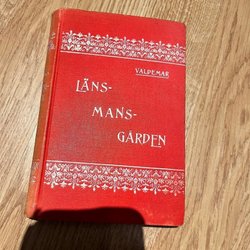 VALDEMAR
LÄNS-
MANS-
GÅRDEN